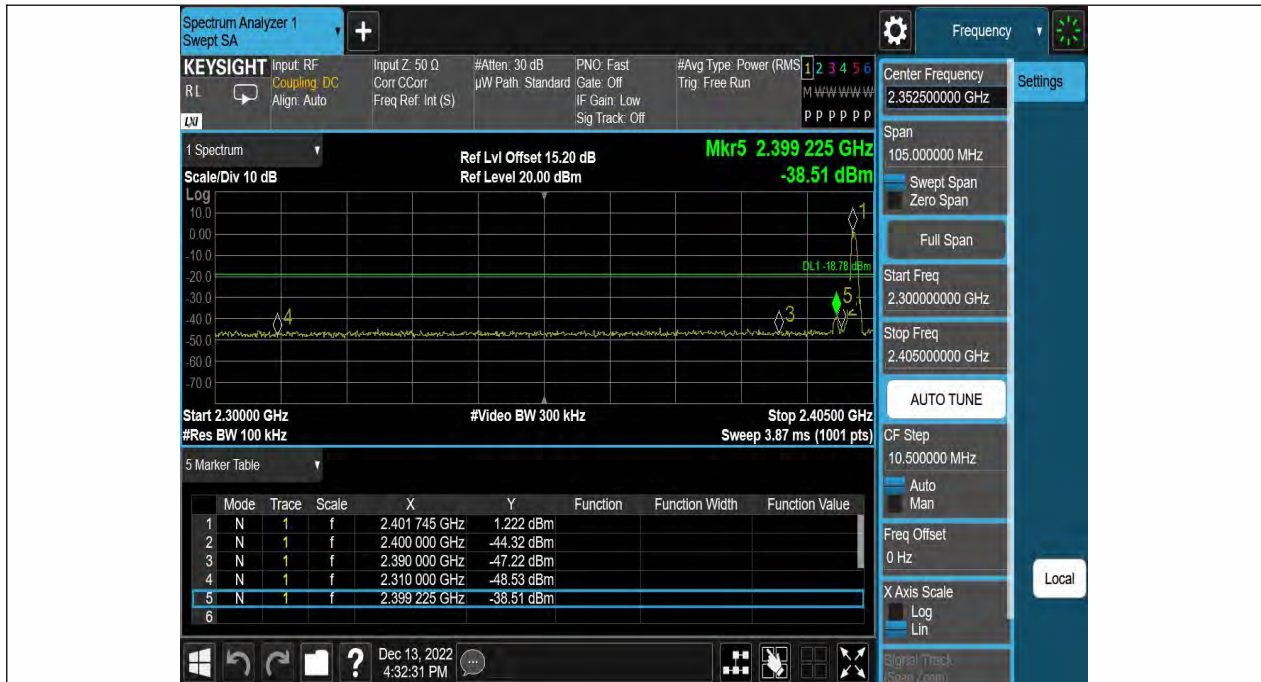 Spectrum Analyzer 1
Swept SA
+
Frequency
KEYSIGHT
R L
LXI
Input: RF
Coupling: DC
Align: Auto
Input Z: 50 Ω
Corr CCorr
Freq Ref: Int (S)
#Atten: 30 dB
µW Path: Standard
PNO: Fast
Gate: Off
IF Gain: Low
Sig Track: Off
#Avg Type: Power (RMS
Trig: Free Run
1 2 3 4 5 6
M W W W W W
P P P P P P
1 Spectrum
Scale/Div 10 dB
Ref Lvl Offset 15.20 dB
Ref Level 20.00 dBm
Mkr5 2.399 225 GHz
-38.51 dBm
Log
10.0
0.00
-10.0
-20.0
-30.0
-40.0
-50.0
-60.0
-70.0
1
DL1 -18.78 dBm
5
2
3
4
Start 2.30000 GHz
#Res BW 100 kHz
#Video BW 300 kHz
Stop 2.40500 GHz
Sweep 3.87 ms (1001 pts)
5 Marker Table
Mode Trace Scale X Y Function Function Width Function Value
1 N 1 f 2.401 745 GHz 1.222 dBm
2 N 1 f 2.400 000 GHz -44.32 dBm
3 N 1 f 2.390 000 GHz -47.22 dBm
4 N 1 f 2.310 000 GHz -48.53 dBm
5 N 1 f 2.399 225 GHz -38.51 dBm
6
Dec 13, 2022
4:32:31 PM
?
Center Frequency
2.352500000 GHz
Settings
Span
105.000000 MHz
Swept Span
Zero Span
Full Span
Start Freq
2.300000000 GHz
Stop Freq
2.405000000 GHz
AUTO TUNE
CF Step
10.500000 MHz
Auto
Man
Freq Offset
0 Hz
X Axis Scale
Log
Lin
Local
Signal Track
(Span Zoom)